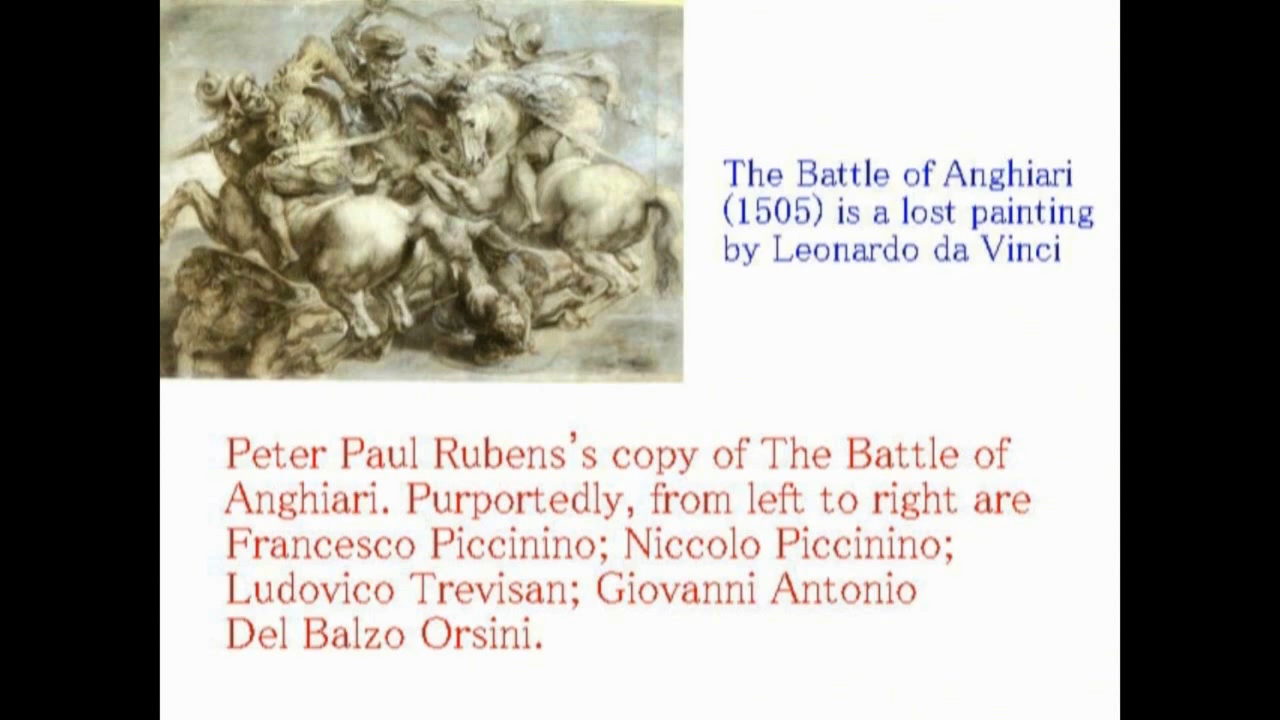 The Battle of Anghiari
(1505) is a lost painting
by Leonardo da Vinci
Peter Paul Rubens's copy of The Battle of
Anghiari. Purportedly, from left to right are
Francesco Piccinino; Niccolo Piccinino;
Ludovico Trevisan; Giovanni Antonio
Del Balzo Orsini.